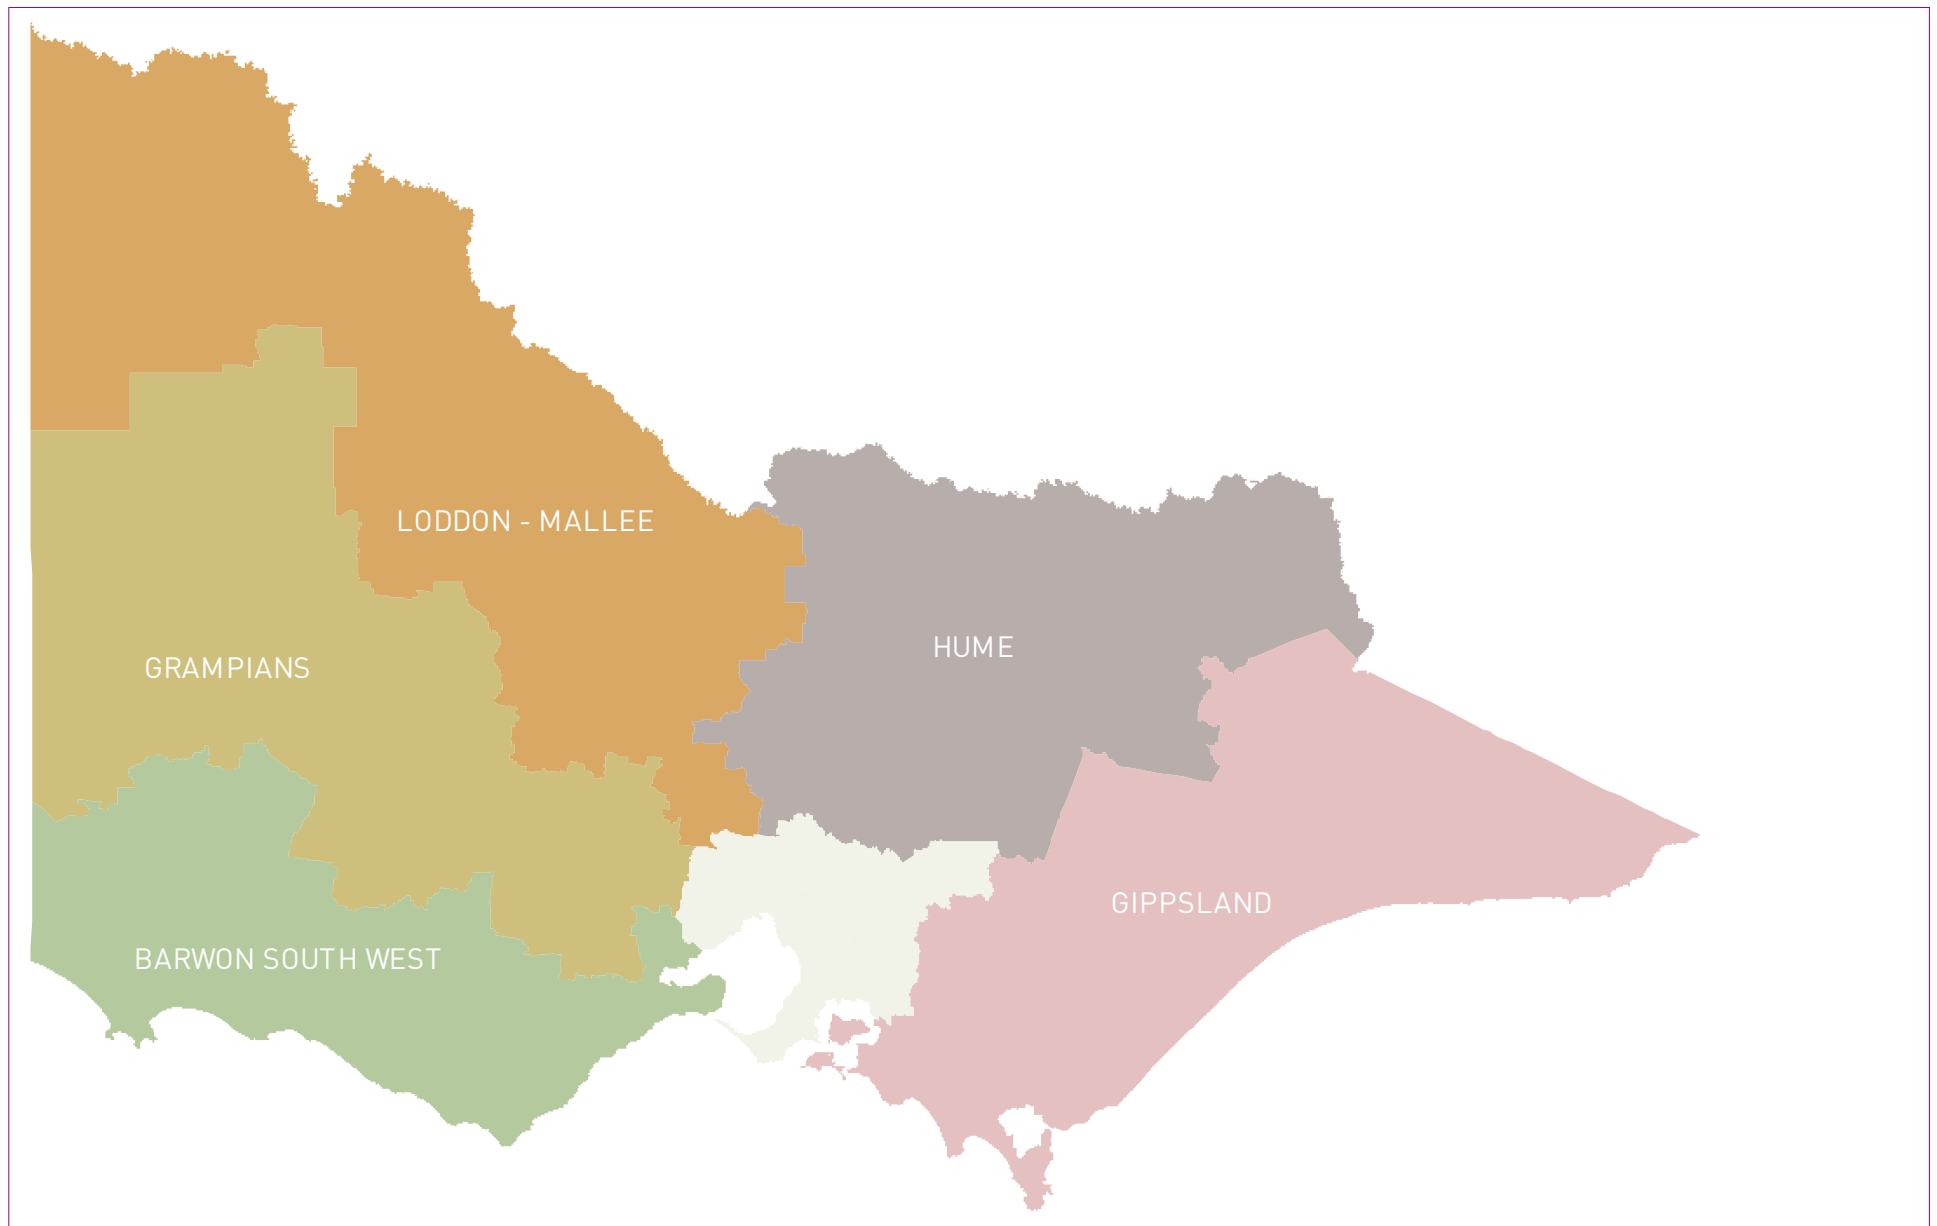 LODDON - MALLEE
HUME
GRAMPIANS
GIPPSLAND
BARWON SOUTH WEST